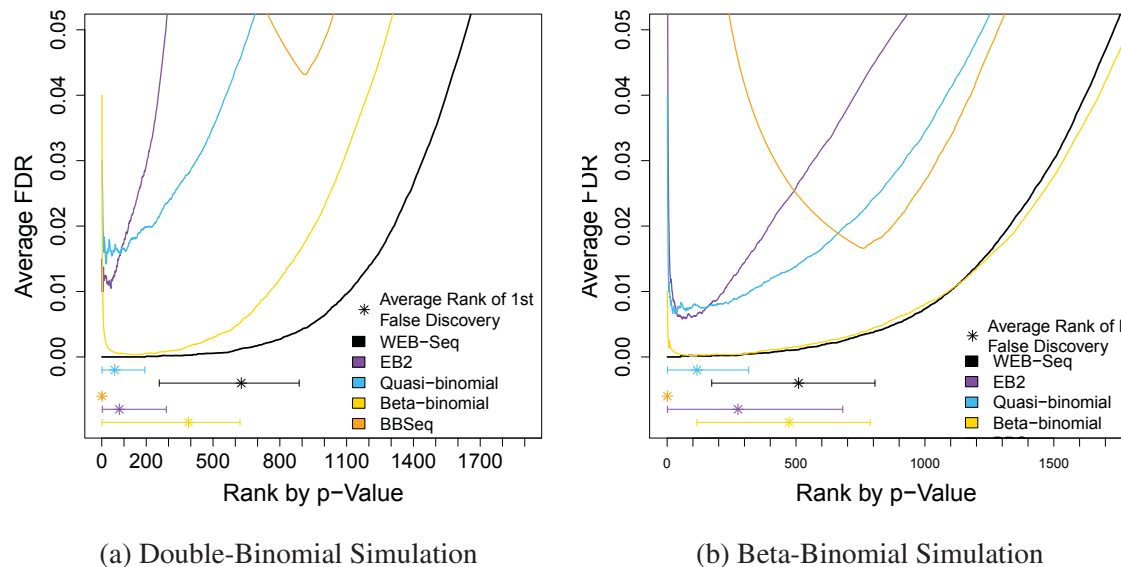 0.05
0.04
0.03
0.02
0.01
0.00
Average FDR
Average Rank of 1st
False Discovery
WEB−Seq
EB2
Quasi−binomial
Beta−binomial
BBSeq
0 200 500 800 1100 1400 1700
Rank by p−Value
(a) Double-Binomial Simulation
0.05
0.04
0.03
0.02
0.01
0.00
Average FDR
Average Rank of
False Discovery
WEB−Seq
EB2
Quasi−binomial
Beta−binomial
0 500 1000 1500
Rank by p−Value
(b) Beta-Binomial Simulation